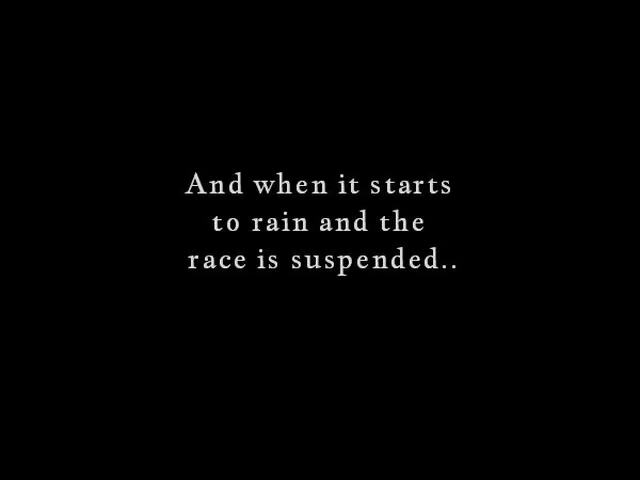 And when it starts
to rain and the
race is suspended..